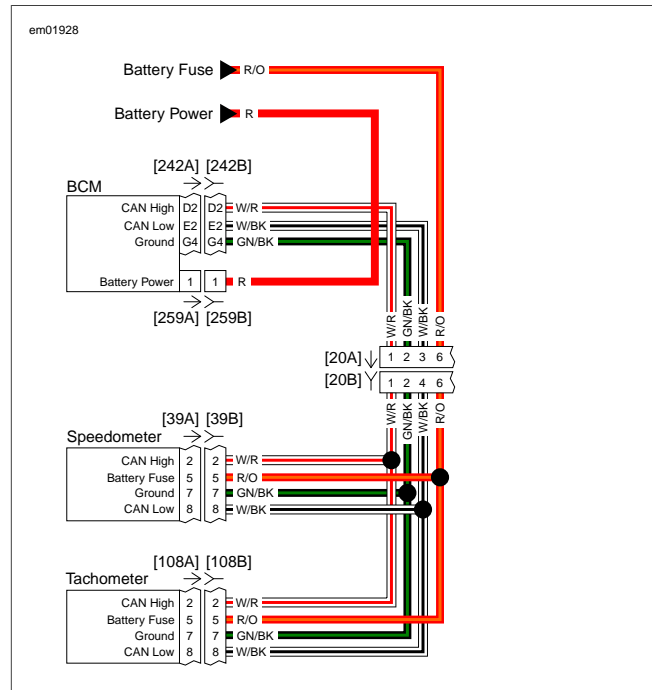 em01928
Battery Fuse R/O
Battery Power R
[242A] [242B]
BCM
CAN High D2 D2 W/R
CAN Low E2 E2 W/BK
Ground G4 G4 GN/BK
Battery Power 1 1 R
[259A] [259B]
W/R GN/BK W/BK R/O
[20A] 1 2 3 6
[20B] 1 2 4 6
W/R GN/BK W/BK R/O
[39A] [39B]
Speedometer
CAN High 2 2 W/R
Battery Fuse 5 5 R/O
Ground 7 7 GN/BK
CAN Low 8 8 W/BK
[108A] [108B]
Tachometer
CAN High 2 2 W/R
Battery Fuse 5 5 R/O
Ground 7 7 GN/BK
CAN Low 8 8 W/BK